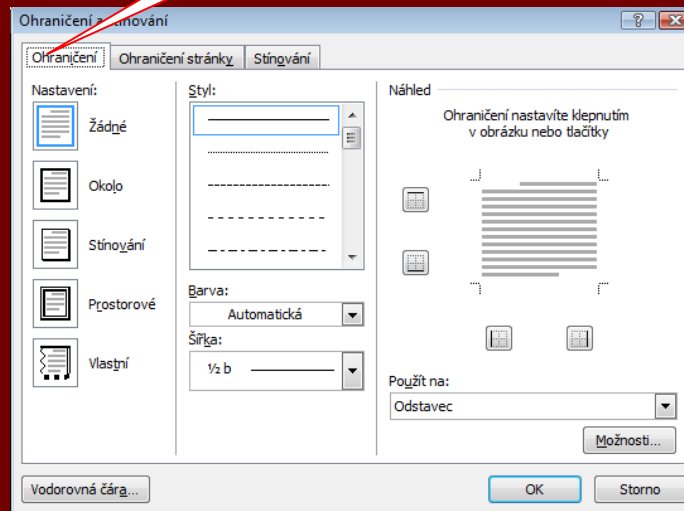 Ohraničení a stínování
Ohraničení
Ohraničení stránky
Stínování
Nastavení:
Žádné
Okolo
Stínování
Prostorové
Vlastní
Styl:
Barva:
Automatická
Šířka:
½ b
Náhled
Ohraničení nastavíte klepnutím
v obrázku nebo tlačítky
Použít na:
Odstavec
Možnosti...
Vodorovná čára...
OK
Storno